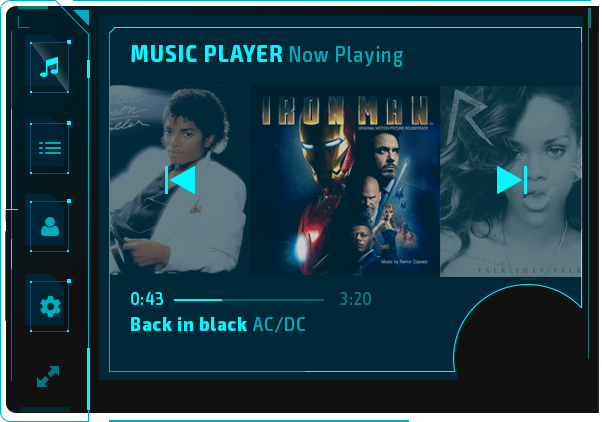 MUSIC PLAYER Now Playing
IRON MAN
ORIGINAL MOTION PICTURE SOUNDTRACK
Music by Ramin Djawadi
TALK THAT TALK
0:43 3:20
Back in black AC/DC